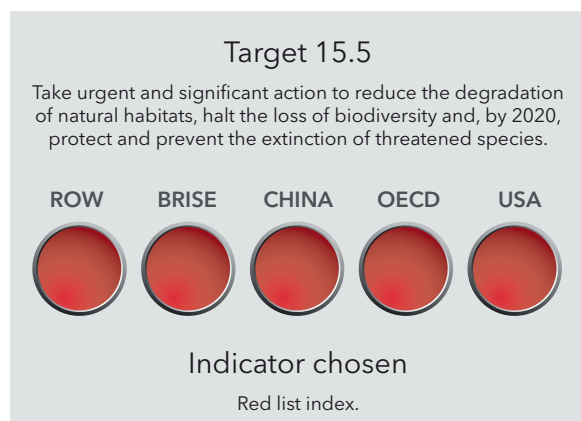 Target 15.5
Take urgent and significant action to reduce the degradation
of natural habitats, halt the loss of biodiversity and, by 2020,
protect and prevent the extinction of threatened species.
ROW BRISE CHINA OECD USA
Indicator chosen
Red list index.